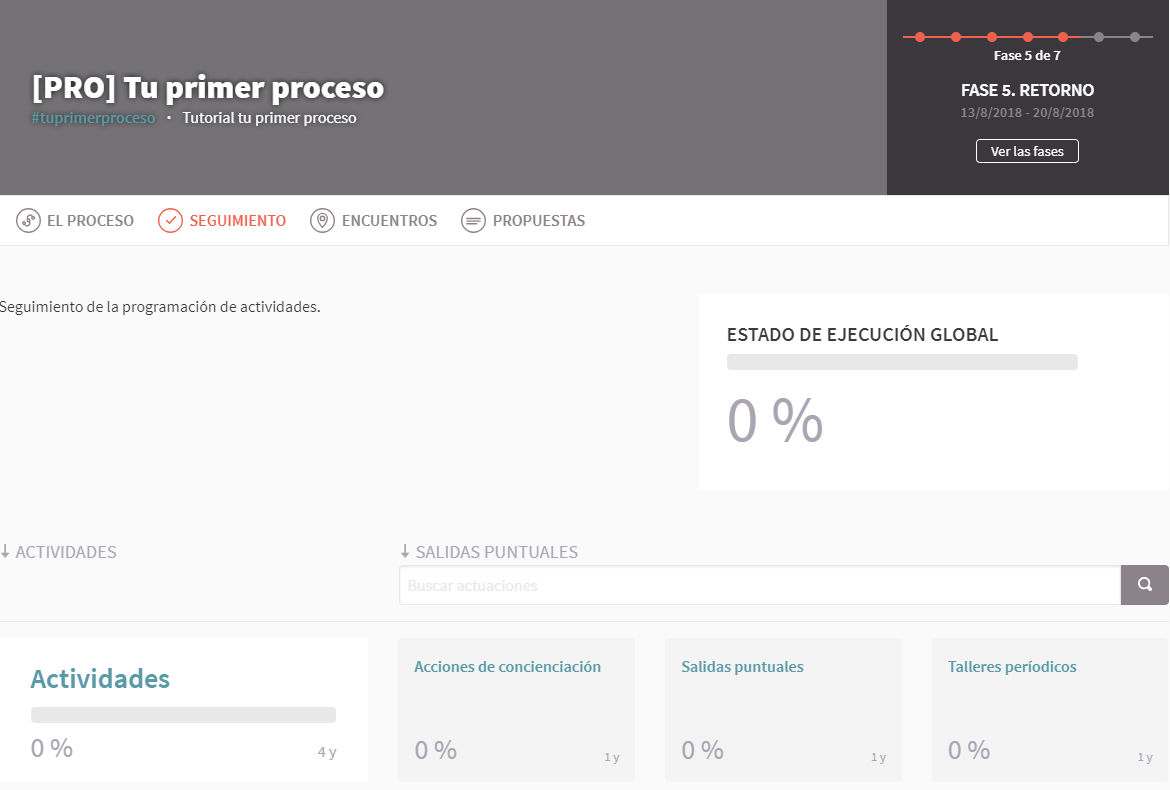 [PRO] Tu primer proceso
#tuprimerproceso · Tutorial tu primer proceso
Fase 5 de 7
FASE 5. RETORNO
13/8/2018 - 20/8/2018
Ver las fases
EL PROCESO SEGUIMIENTO ENCUENTROS PROPUESTAS
Seguimiento de la programación de actividades.
ESTADO DE EJECUCIÓN GLOBAL
0 %
↓ ACTIVIDADES
↓ SALIDAS PUNTUALES
Buscar actuaciones
Actividades
0 % 4 y
Acciones de concienciación
0 % 1 y
Salidas puntuales
0 % 1 y
Talleres períodicos
0 % 1 y